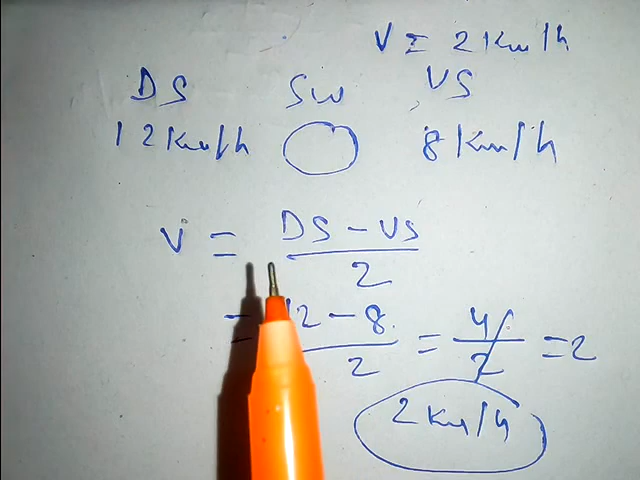 V = 2 Km/h
DS SW US
12 Km/h 8 Km/h
V = DS - US
2
= 12 - 8 = 4 = 2
2 2
2 Km/h